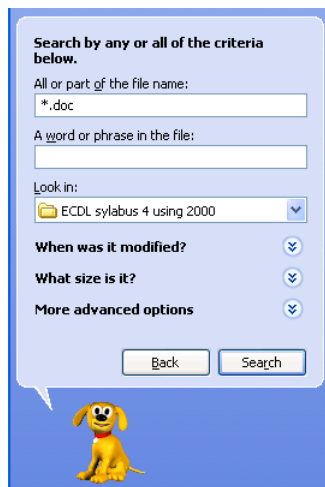 Search by any or all of the criteria
below.
All or part of the file name:
*.doc
A word or phrase in the file:
Look in:
ECDL sylabus 4 using 2000
When was it modified?
What size is it?
More advanced options
Back
Search